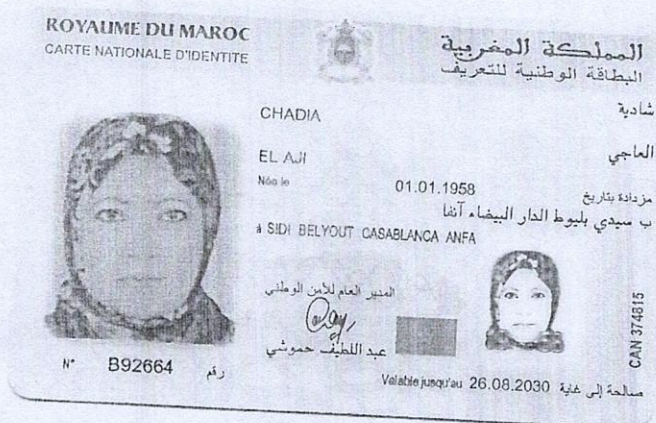 ROYAUME DU MAROC
CARTE NATIONALE D'IDENTITE
المملكة المغربية
البطاقة الوطنية للتعريف
شادية
CHADIA
العاجي
EL AJI
Née le 01.01.1958 مزدادة بتاريخ
ب سيدي بليوط الدار البيضاء آنفا
à SIDI BELYOUT CASABLANCA ANFA
المدير العام للأمن الوطني
عبد اللطيف حموشي
CAN 374815
N° B92664 رقم
Valable jusqu'au 26.08.2030 صالحة إلى غاية